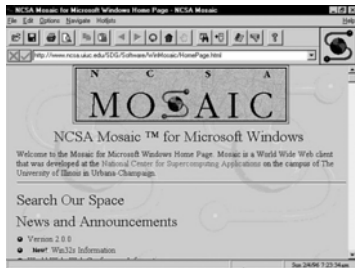 NCSA Mosaic for Microsoft Windows Home Page - NCSA Mosaic
File Edit Options Navigate Hotlists Help
http://www.ncsa.uiuc.edu/SDG/Software/WinMosaic/HomePage.html
N C S A
MOSAIC
NCSA Mosaic ™ for Microsoft Windows
Welcome to the Mosaic for Microsoft Windows Home Page. Mosaic is a World Wide Web client
that was developed at the National Center for Supercomputing Applications on the campus of The
University of Illinois in Urbana-Champaign.
Search Our Space
News and Announcements
Version 2.0.0
New! Win32s Information